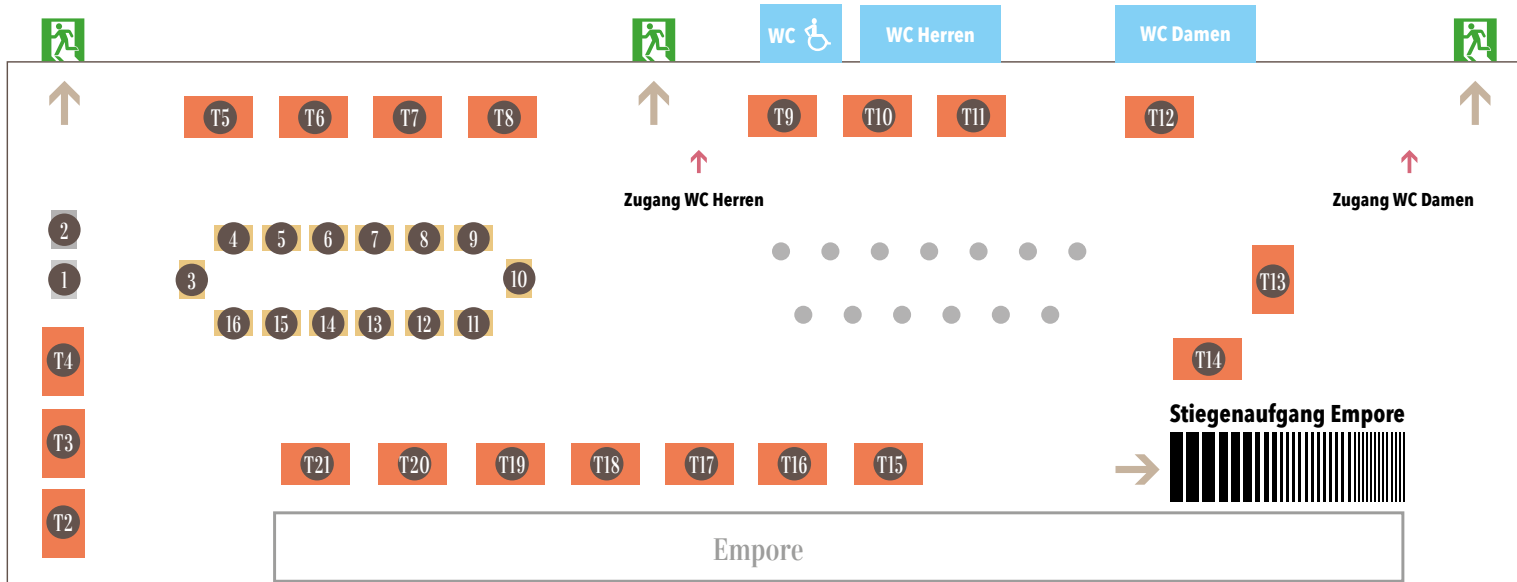 WC
WC Herren
WC Damen
T5 T6 T7 T8 T9 T10 T11 T12
Zugang WC Herren
Zugang WC Damen
2
4 5 6 7 8 9
1
3
10
T13
16 15 14 13 12 11
T4
T14
Stiegenaufgang Empore
T3
T21 T20 T19 T18 T17 T16 T15
T2
Empore